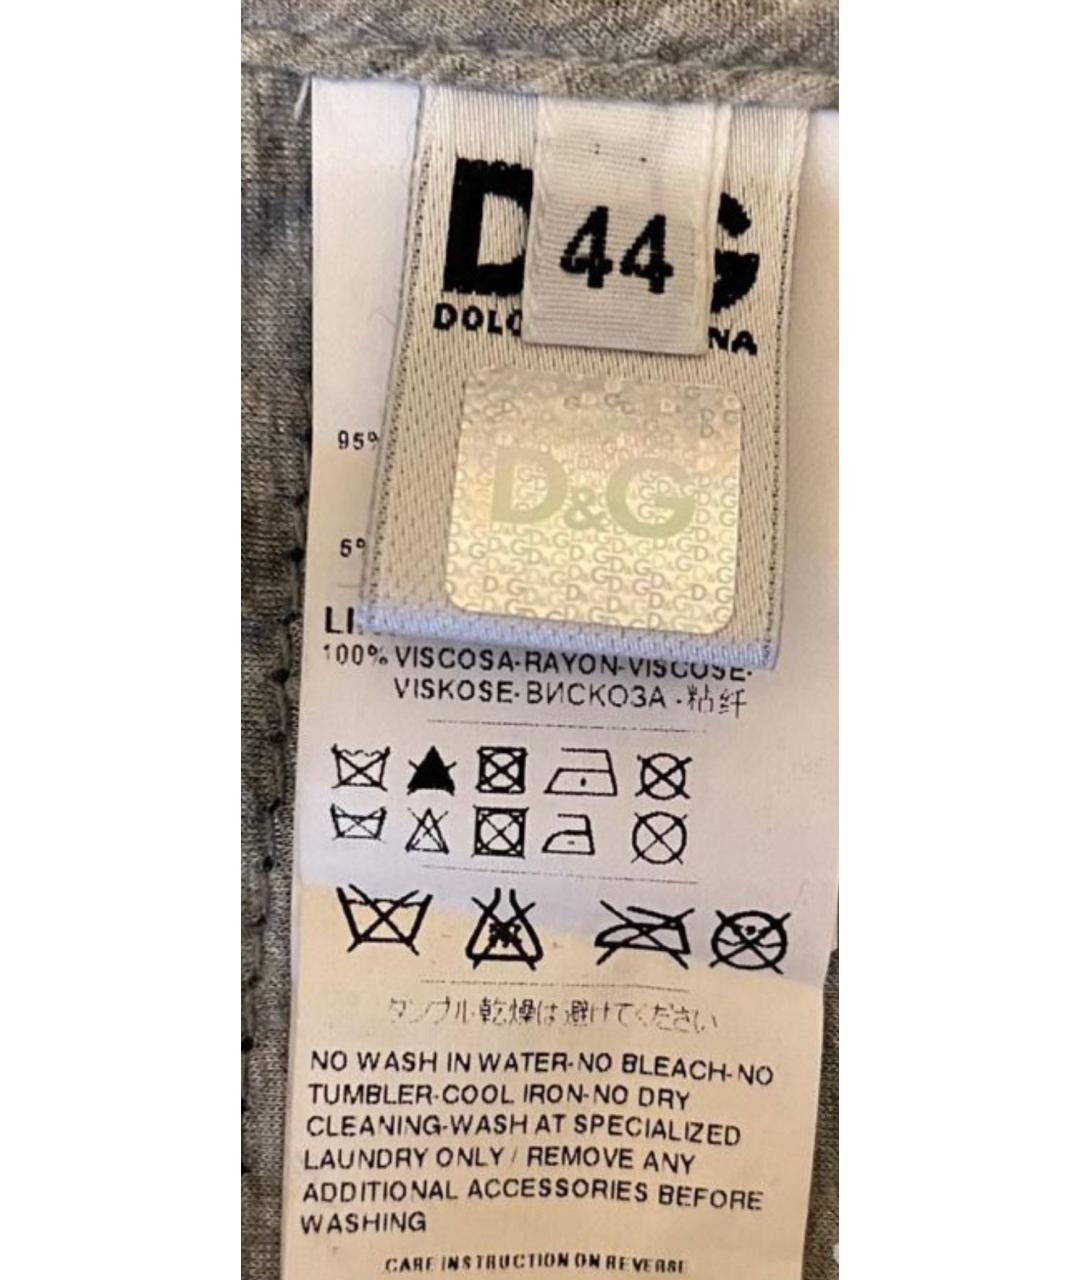 44
D G
DOLC NA
D&G
95%
5%
LI
100% VISCOSA-RAYON-VISCOSE-
VISKOSE-ВИСКОЗА -粘纤
タンブル乾燥は避けてください
NO WASH IN WATER-NO BLEACH-NO
TUMBLER-COOL IRON-NO DRY
CLEANING-WASH AT SPECIALIZED
LAUNDRY ONLY / REMOVE ANY
ADDITIONAL ACCESSORIES BEFORE
WASHING
CARE INSTRUCTION ON REVERSE